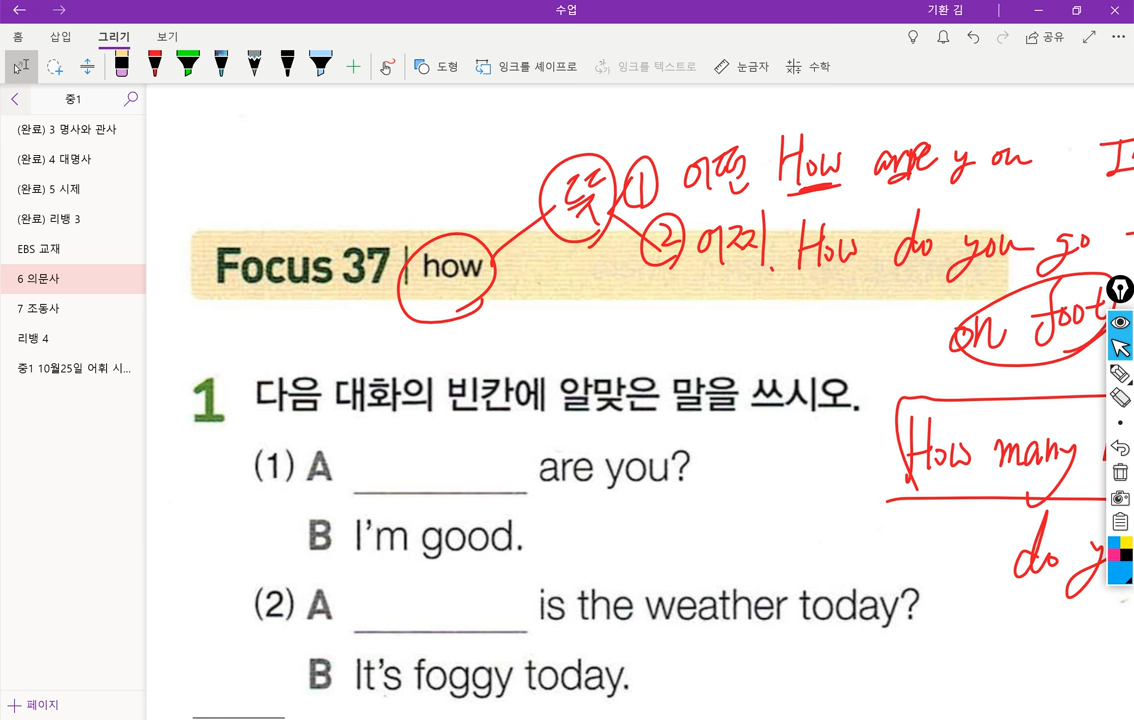 수업
기환 김
홈 삽입 그리기 보기
공유
도형 잉크를 셰이프로 잉크를 텍스트로 눈금자 수학
중1
(완료) 3 명사와 관사
(완료) 4 대명사
(완료) 5 시제
(완료) 리뱅 3
EBS 교재
6 의문사
7 조동사
리뱅 4
중1 10월25일 어휘 시...
페이지
뜻 ① 어떤 How are you
② 어찌. How do you go
Focus 37 how
on foot
1 다음 대화의 빈칸에 알맞은 말을 쓰시오.
(1) A ________ are you?
How many
B I'm good.
do y
(2) A ________ is the weather today?
B It's foggy today.